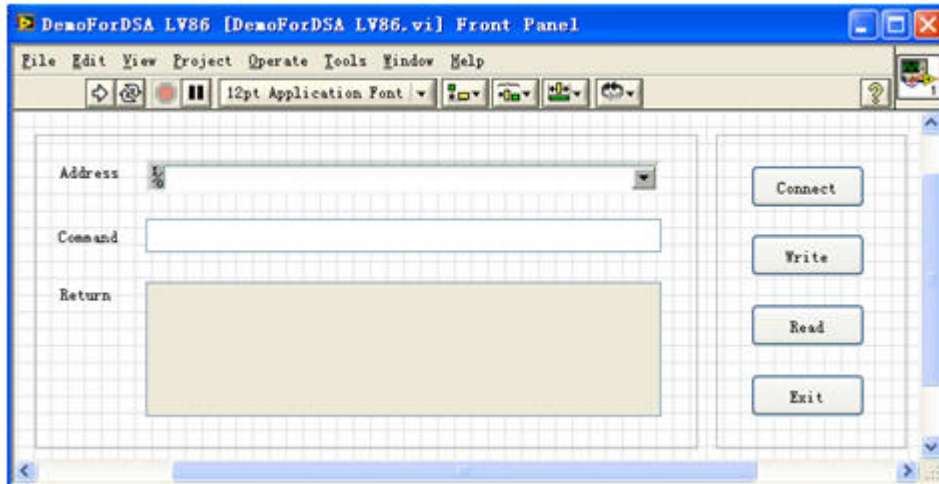 DemoForDSA LV86 [DemoForDSA LV86.vi] Front Panel
File Edit View Project Operate Tools Window Help
12pt Application Font
Address
Connect
Command
Write
Return
Read
Exit